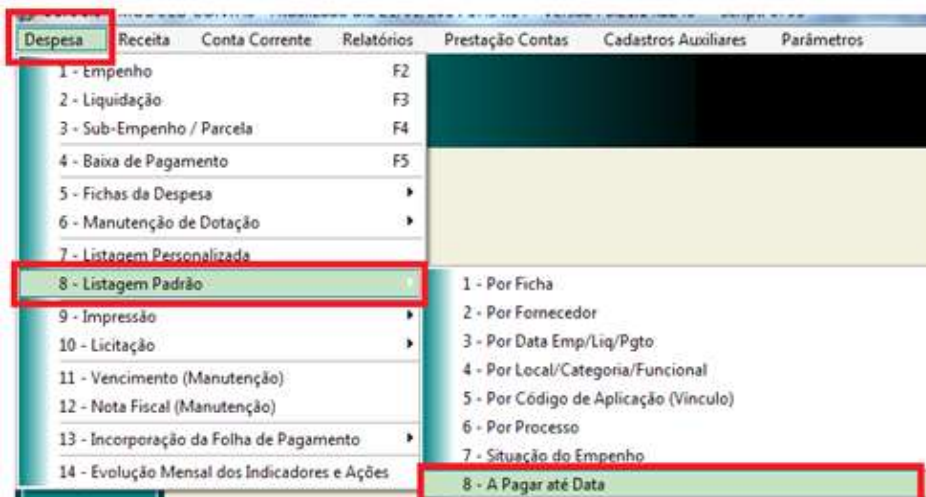 Despesa Receita Conta Corrente Relatórios Prestação Contas Cadastros Auxiliares Parâmetros
1 - Empenho F2
2 - Liquidação F3
3 - Sub-Empenho / Parcela F4
4 - Baixa de Pagamento F5
5 - Fichas da Despesa
6 - Manutenção de Dotação
7 - Listagem Personalizada
8 - Listagem Padrão
9 - Impressão
10 - Licitação
11 - Vencimento (Manutenção)
12 - Nota Fiscal (Manutenção)
13 - Incorporação da Folha de Pagamento
14 - Evolução Mensal dos Indicadores e Ações
1 - Por Ficha
2 - Por Fornecedor
3 - Por Data Emp/Liq/Pgto
4 - Por Local/Categoria/Funcional
5 - Por Código de Aplicação (Vinculo)
6 - Por Processo
7 - Situação do Empenho
8 - A Pagar até Data